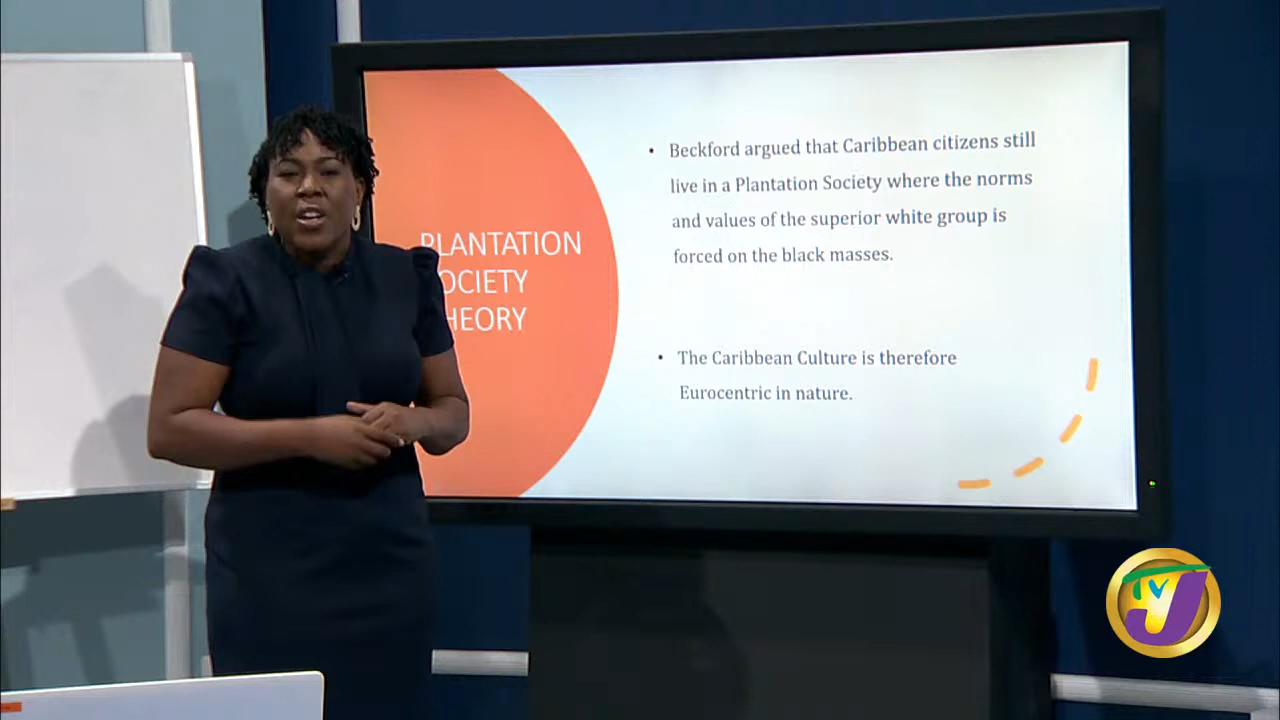 PLANTATION
OCIETY
HEORY
• Beckford argued that Caribbean citizens still
live in a Plantation Society where the norms
and values of the superior white group is
forced on the black masses.
• The Caribbean Culture is therefore
Eurocentric in nature.
TVJ